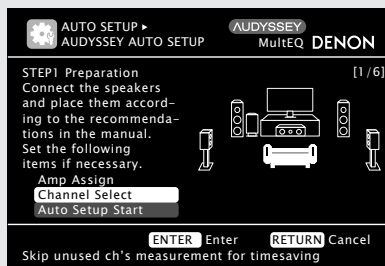 AUTO SETUP ▸
AUDYSSEY AUTO SETUP
AUDYSSEY
MultEQ DENON
STEP1 Preparation
[1/6]
Connect the speakers
and place them accord-
ing to the recommenda-
tions in the manual.
Set the following
items if necessary.
Amp Assign
Channel Select
Auto Setup Start
ENTER Enter RETURN Cancel
Skip unused ch's measurement for timesaving